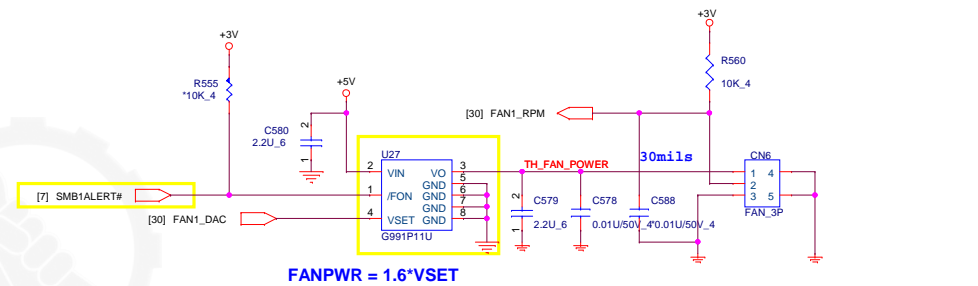 +3V
+3V
R555
*10K_4
R560
10K_4
+5V
[30] FAN1_RPM
C580
2.2U_6
2
1
U27
2 VIN VO 3
GND 5
1 /FON GND 6
GND 7
4 VSET GND 8
G991P11U
TH_FAN_POWER
30mils
CN6
1 4
2
3 5
FAN_3P
[7] SMB1ALERT#
[30] FAN1_DAC
2
1
C579
2.2U_6
C578
0.01U/50V_4
C588
*0.01U/50V_4
FANPWR = 1.6*VSET